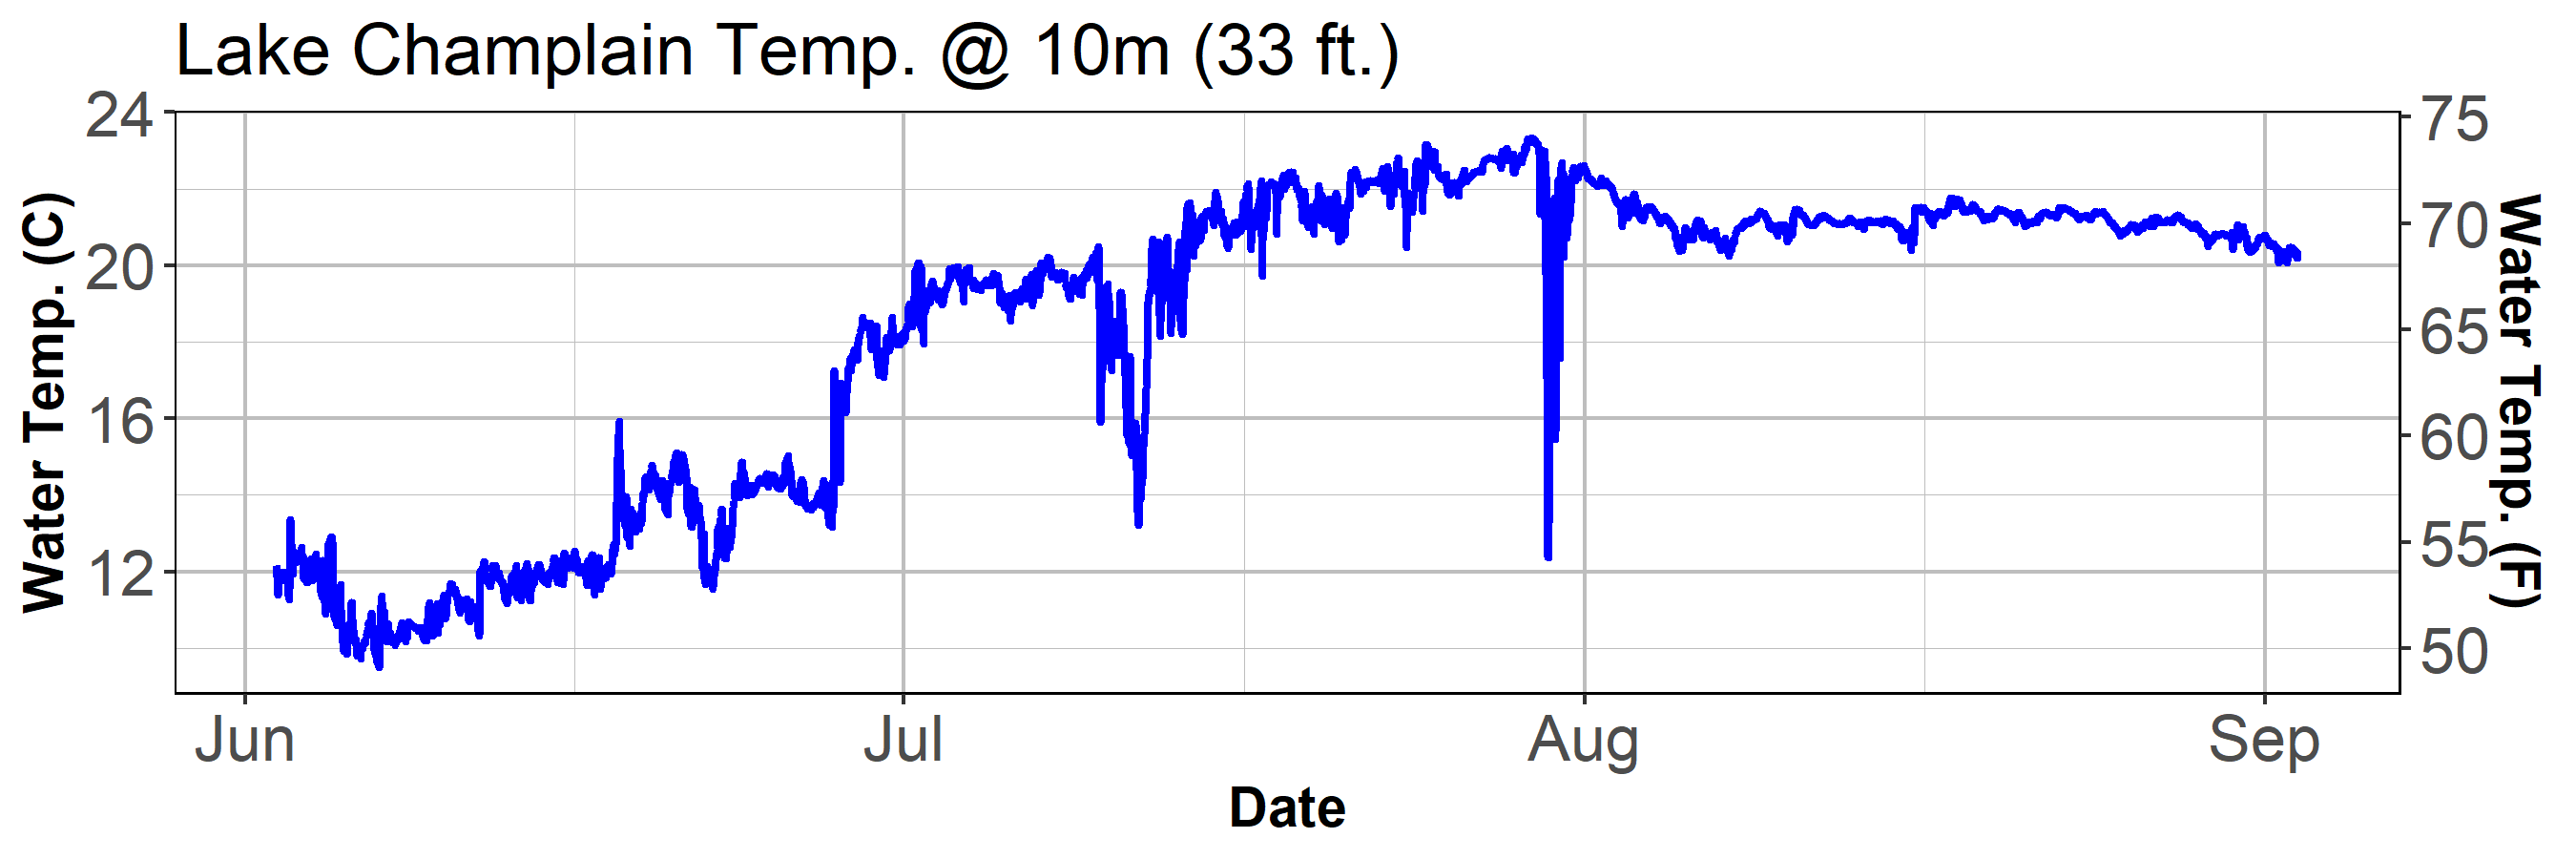 Lake Champlain Temp. @ 10m (33 ft.)
Water Temp. (C)
24
20
16
12
75
70
65
60
55
50
Water Temp. (F)
Jun Jul Aug Sep
Date